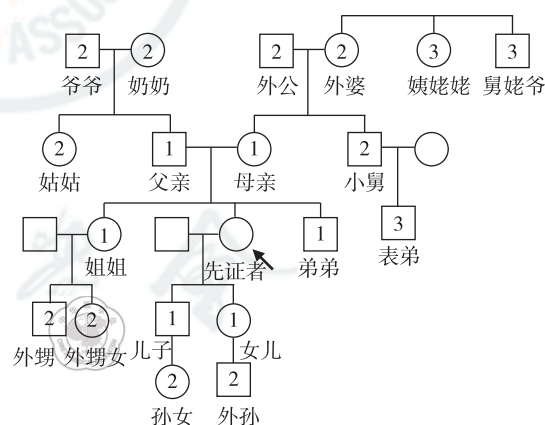 ASSOC
2 2 2 2 3 3
爷爷 奶奶 外公 外婆 姨姥姥 舅姥爷
2 1 1 2
姑姑 父亲 母亲 小舅
1 1 3
姐姐 先证者 弟弟 表弟
2 2 1 1
外甥 外甥女 儿子 女儿
2 2
孙女 外孙